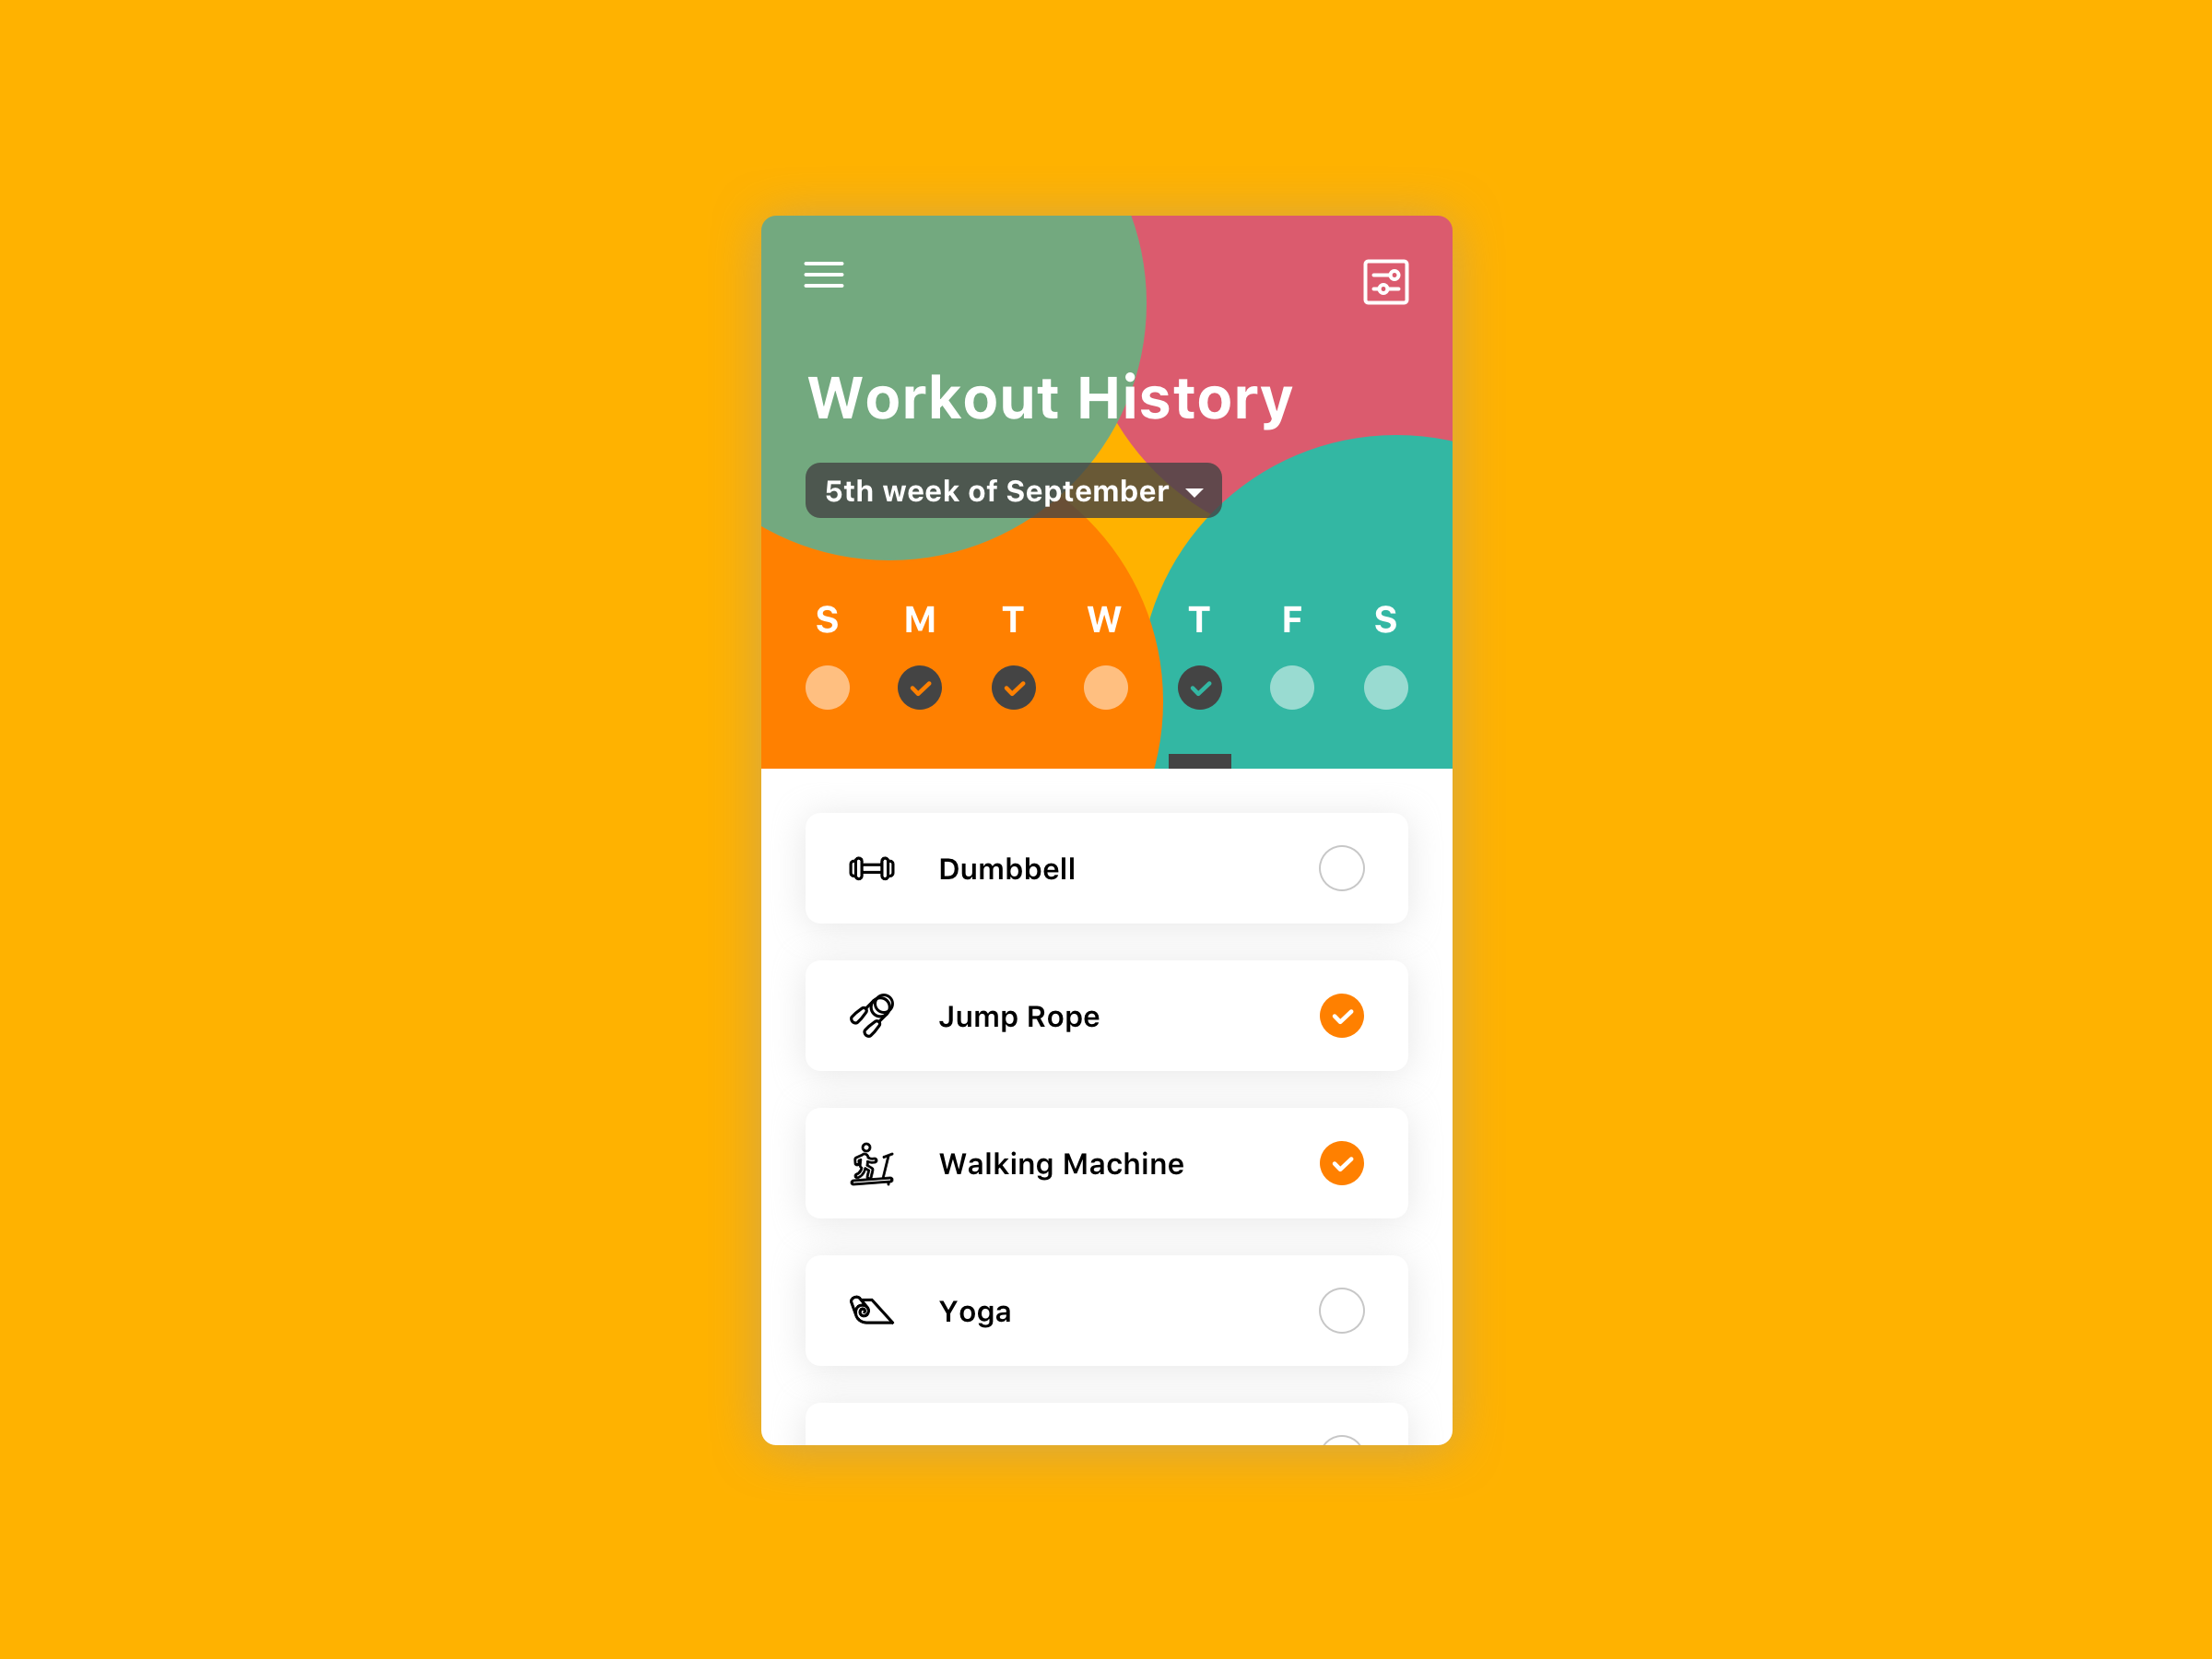 Workout History
5th week of September
S M T W T F S
Dumbbell
Jump Rope
Walking Machine
Yoga